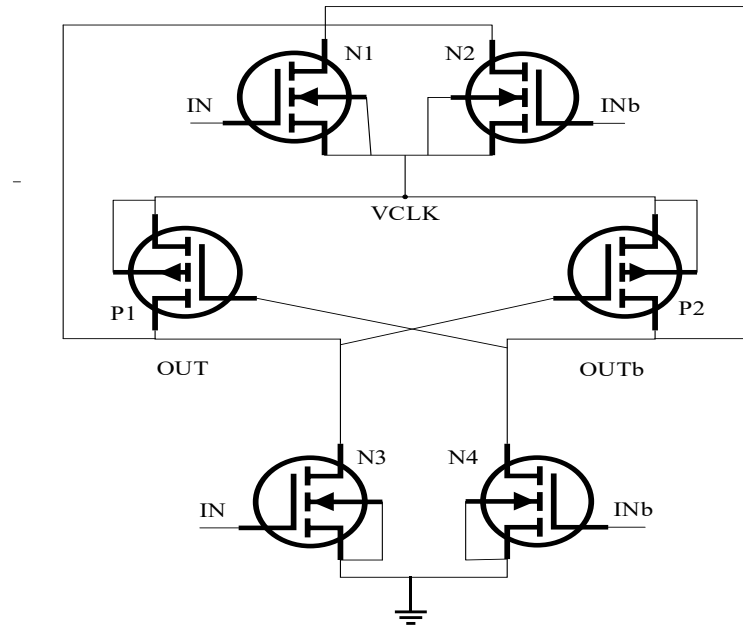 N1 N2
IN INb
VCLK
P1 P2
OUT OUTb
N3 N4
IN INb